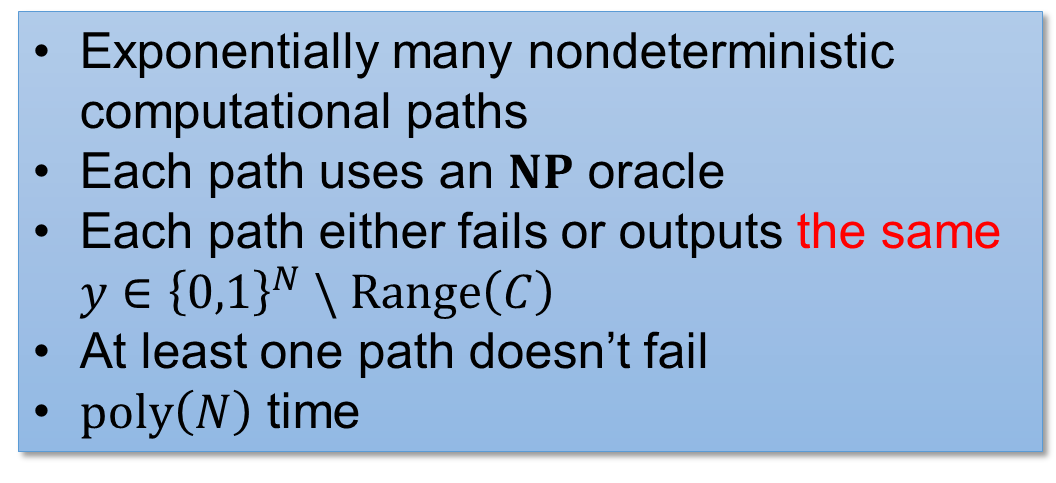 • Exponentially many nondeterministic
computational paths
• Each path uses an NP oracle
• Each path either fails or outputs the same
y ∈ {0,1}^N \ Range(C)
• At least one path doesn’t fail
• poly(N) time